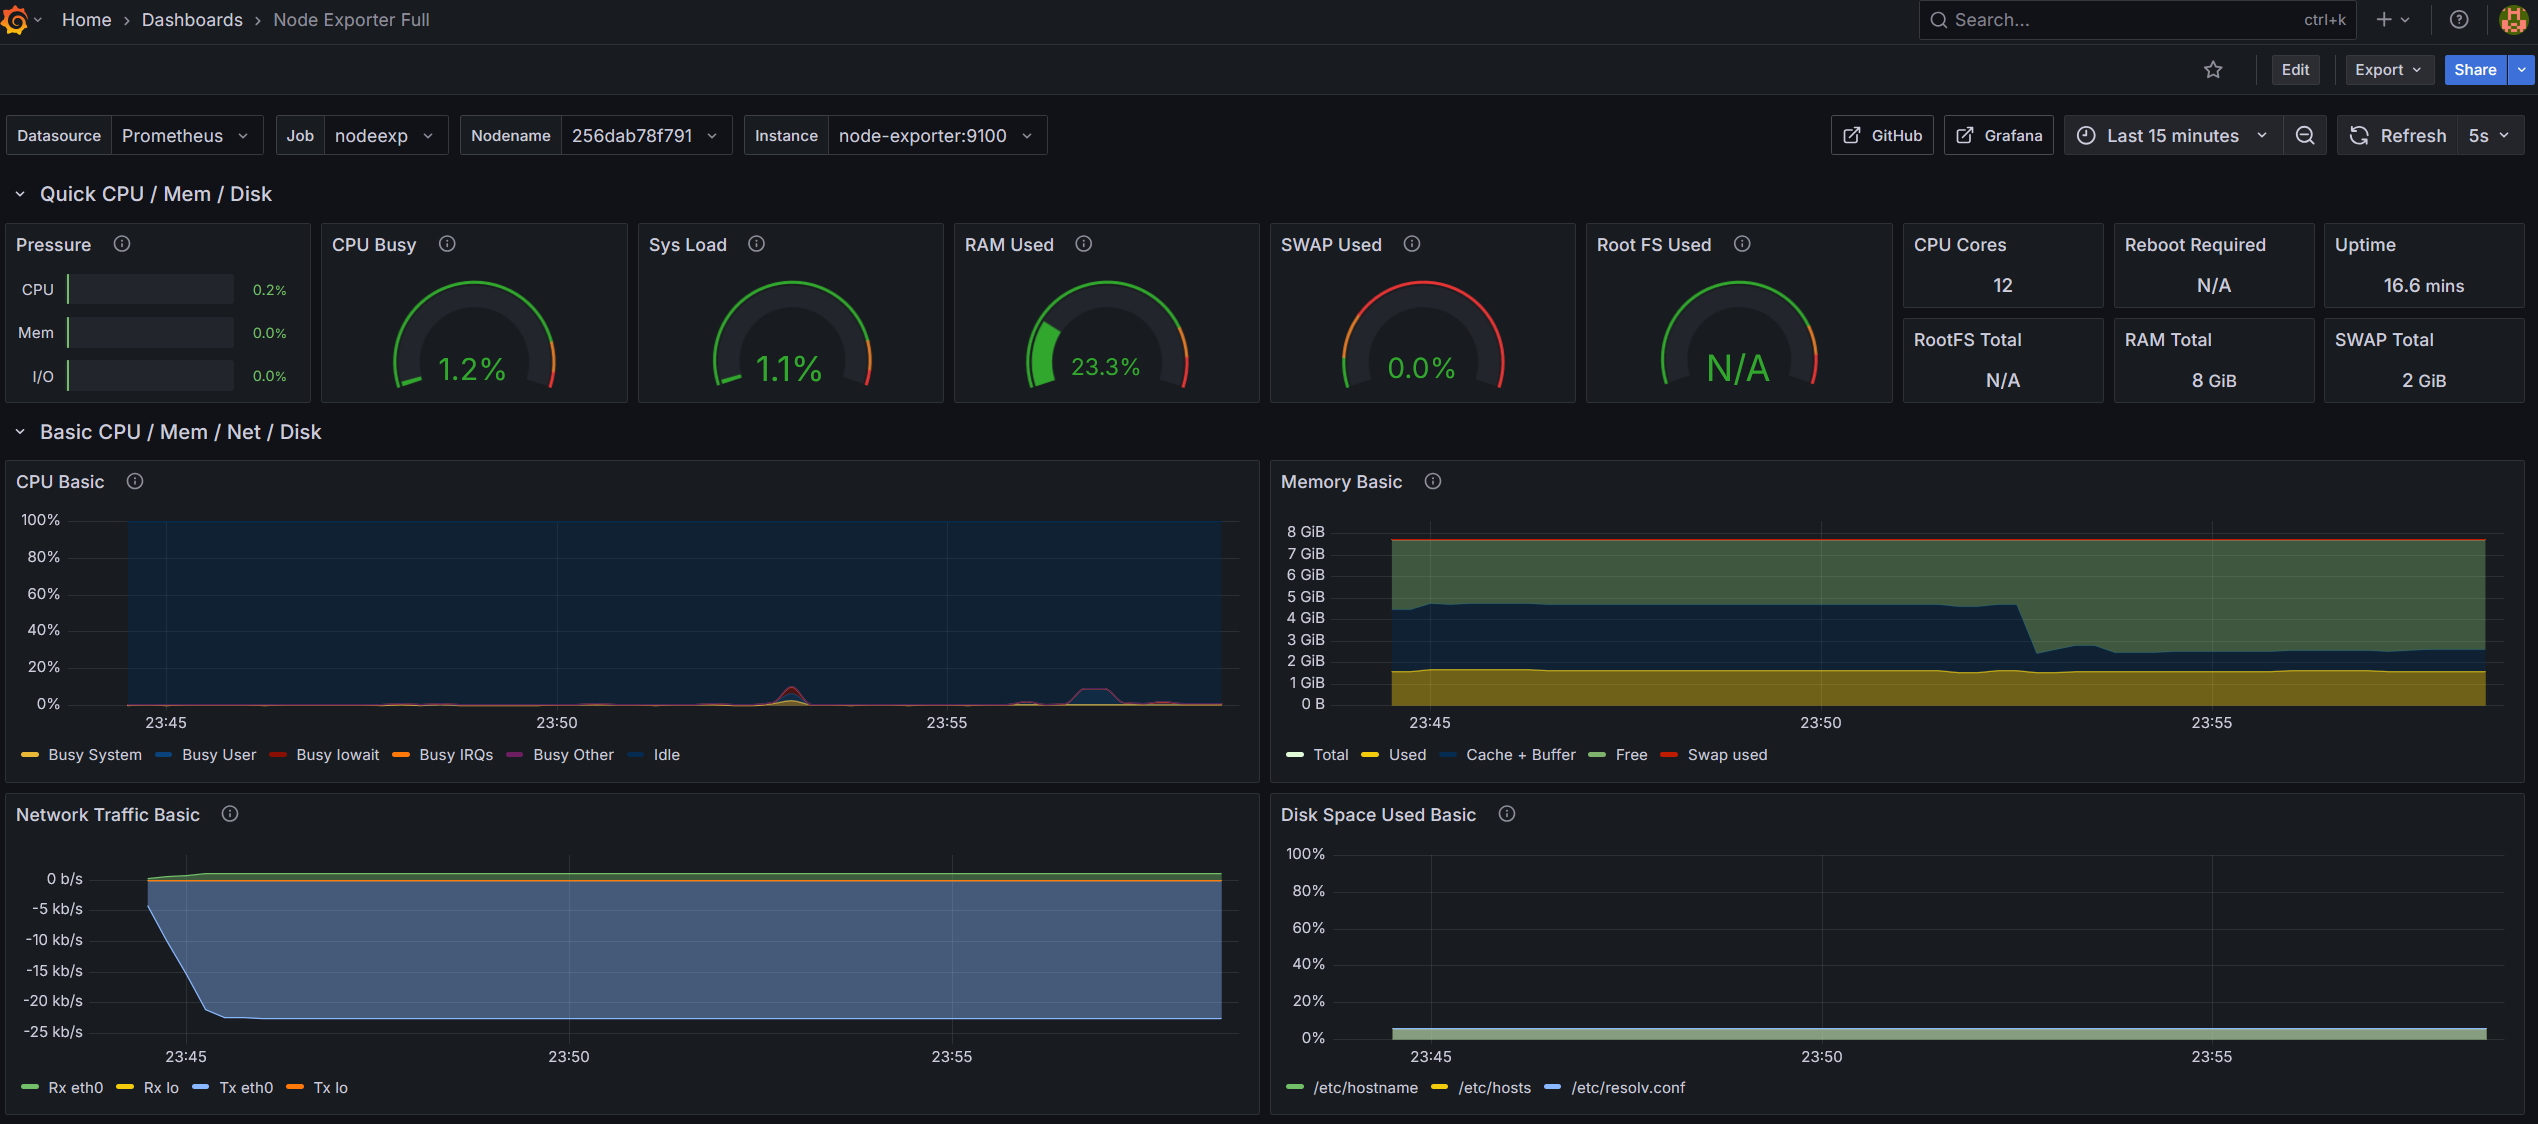 Home › Dashboards › Node Exporter Full
Search... ctrl+k
Edit Export Share
Datasource Prometheus Job nodeexp Nodename 256dab78f791 Instance node-exporter:9100 GitHub Grafana Last 15 minutes Refresh 5s
Quick CPU / Mem / Disk
Pressure
CPU 0.2%
Mem 0.0%
I/O 0.0%
CPU Busy
1.2%
Sys Load
1.1%
RAM Used
23.3%
SWAP Used
0.0%
Root FS Used
N/A
CPU Cores
12
Reboot Required
N/A
Uptime
16.6 mins
RootFS Total
N/A
RAM Total
8 GiB
SWAP Total
2 GiB
Basic CPU / Mem / Net / Disk
CPU Basic
100%
80%
60%
40%
20%
0%
23:45 23:50 23:55
Busy System Busy User Busy Iowait Busy IRQs Busy Other Idle
Memory Basic
8 GiB
7 GiB
6 GiB
5 GiB
4 GiB
3 GiB
2 GiB
1 GiB
0 B
23:45 23:50 23:55
Total Used Cache + Buffer Free Swap used
Network Traffic Basic
0 b/s
-5 kb/s
-10 kb/s
-15 kb/s
-20 kb/s
-25 kb/s
23:45 23:50 23:55
Rx eth0 Rx lo Tx eth0 Tx lo
Disk Space Used Basic
100%
80%
60%
40%
20%
0%
23:45 23:50 23:55
/etc/hostname /etc/hosts /etc/resolv.conf